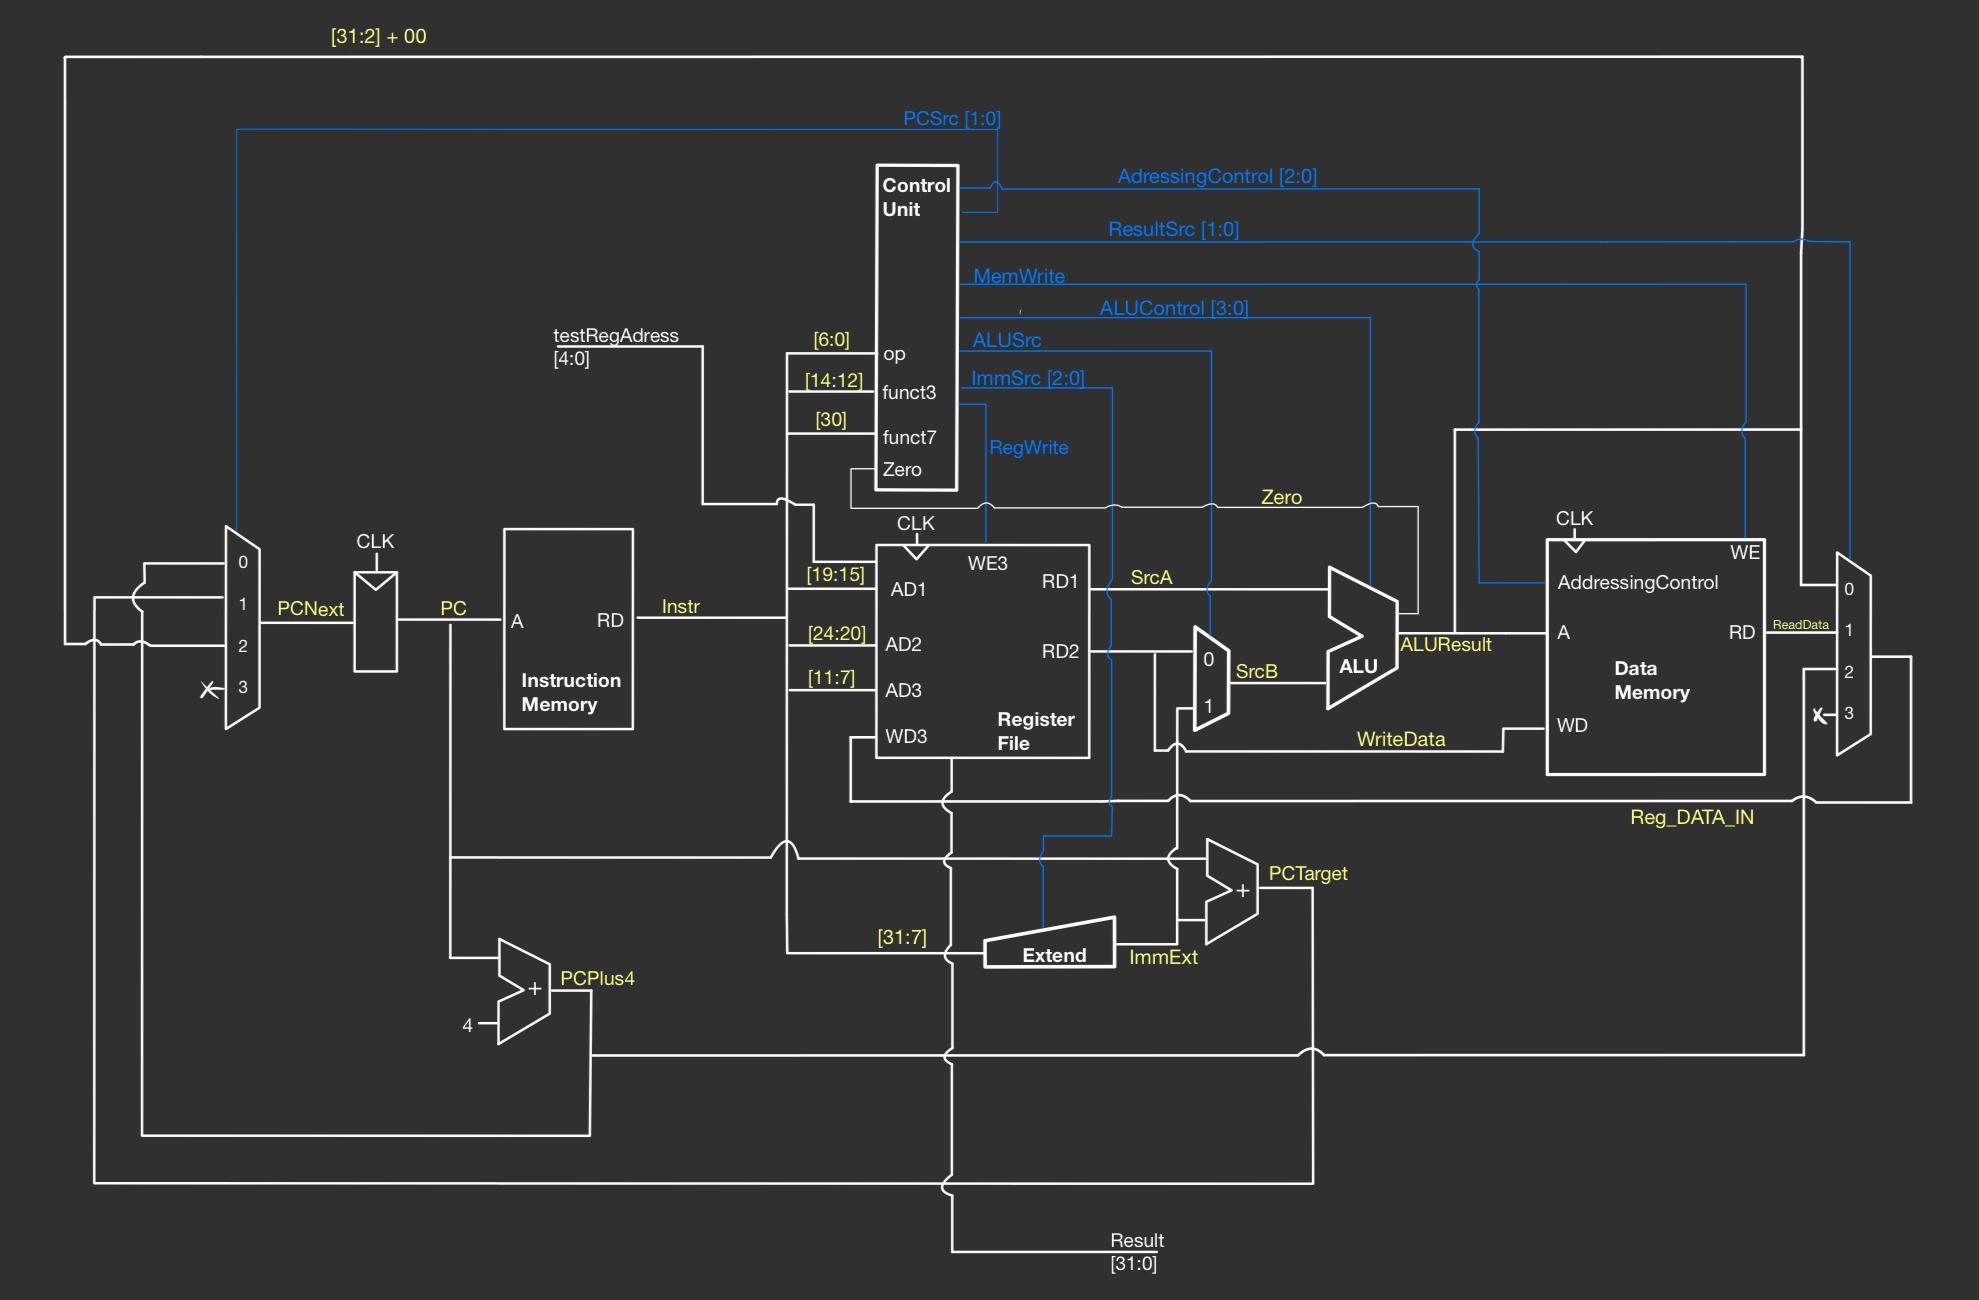 [31:2] + 00
PCSrc [1:0]
Control
Unit
AdressingControl [2:0]
ResultSrc [1:0]
MemWrite
ALUControl [3:0]
testRegAdress
[4:0]
[6:0]
op
ALUSrc
[14:12]
funct3
ImmSrc [2:0]
[30]
funct7
RegWrite
Zero
Zero
CLK
CLK
CLK
WE3
WE
0
1
2
3
PCNext
PC
A
RD
Instruction
Memory
Instr
[19:15]
AD1
RD1
SrcA
[24:20]
AD2
RD2
[11:7]
AD3
WD3
Register
File
0
1
SrcB
ALU
ALUResult
WriteData
AddressingControl
A
RD
Data
Memory
WD
ReadData
0
1
2
3
Reg_DATA_IN
+
PCTarget
[31:7]
Extend
ImmExt
+
PCPlus4
4
Result
[31:0]